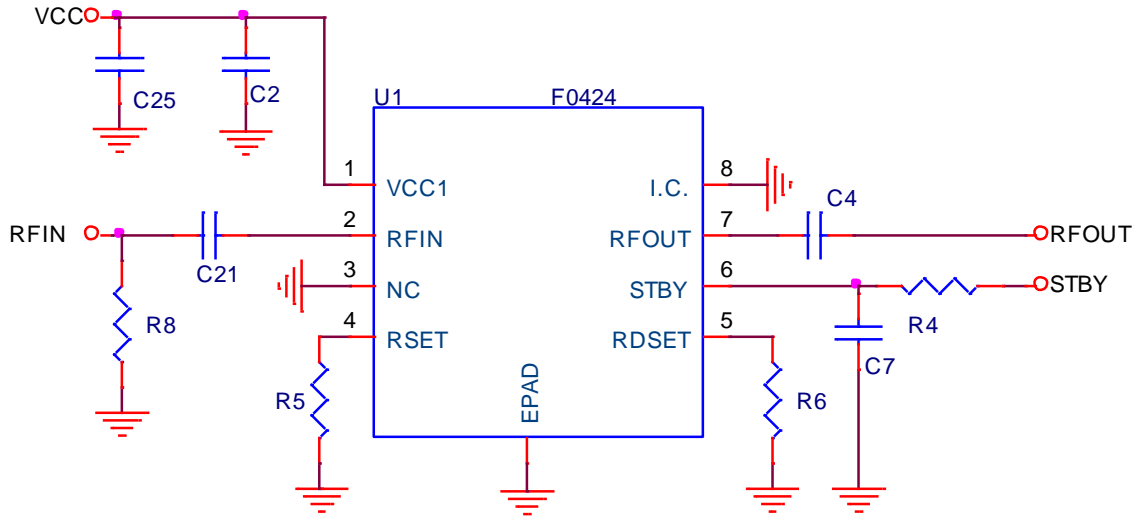 VCC
C25
C2
U1
F0424
1
VCC1
I.C.
8
C4
RFIN
2
RFIN
RFOUT
7
RFOUT
C21
3
NC
STBY
6
STBY
R8
R4
4
RSET
RDSET
5
C7
R5
EPAD
R6